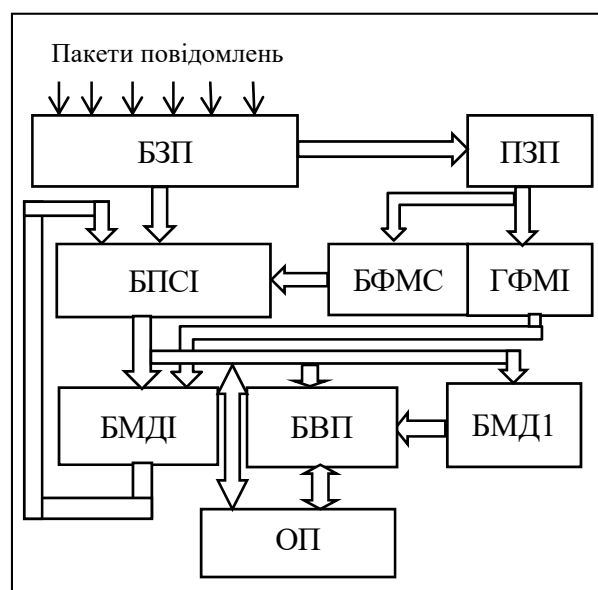 Пакети повідомлень
БЗП
ПЗП
БПСІ
БФМС
ГФМІ
БМДІ
БВП
БМД1
ОП